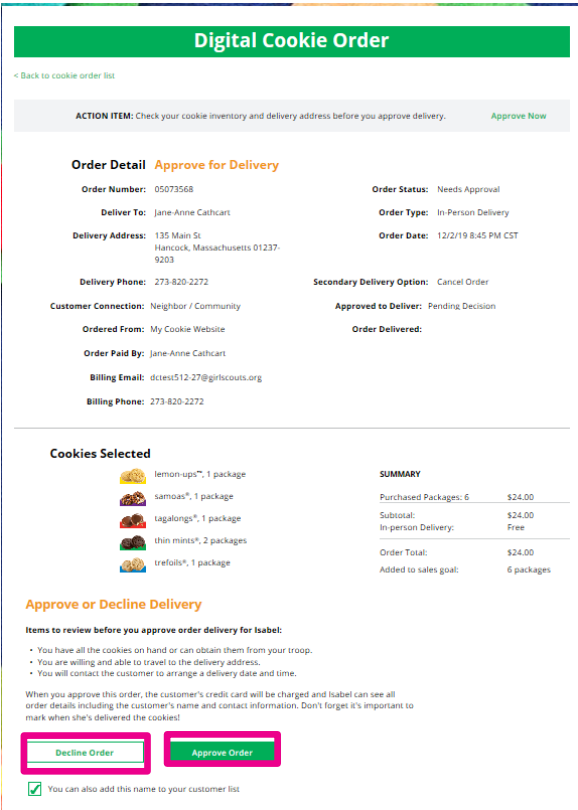 Digital Cookie Order
< Back to cookie order list
ACTION ITEM: Check your cookie inventory and delivery address before you approve delivery. Approve Now
Order Detail Approve for Delivery
Order Number: 05073568 Order Status: Needs Approval
Deliver To: Jane-Anne Cathcart Order Type: In-Person Delivery
Delivery Address: 135 Main St Order Date: 12/2/19 8:45 PM CST
Hancock, Massachusetts 01237-
9203
Delivery Phone: 273-820-2272 Secondary Delivery Option: Cancel Order
Customer Connection: Neighbor / Community Approved to Deliver: Pending Decision
Ordered From: My Cookie Website Order Delivered:
Order Paid By: Jane-Anne Cathcart
Billing Email: dctest512-27@girlscouts.org
Billing Phone: 273-820-2272
Cookies Selected
lemon-ups™, 1 package SUMMARY
samoas®, 1 package Purchased Packages: 6 $24.00
tagalongs®, 1 package Subtotal: $24.00
In-person Delivery: Free
thin mints®, 2 packages Order Total: $24.00
trefoils®, 1 package Added to sales goal: 6 packages
Approve or Decline Delivery
Items to review before you approve order delivery for Isabel:
• You have all the cookies on hand or can obtain them from your troop.
• You are willing and able to travel to the delivery address.
• You will contact the customer to arrange a delivery date and time.
When you approve this order, the customer's credit card will be charged and Isabel can see all
order details including the customer's name and contact information. Don't forget it's important to
mark when she's delivered the cookies!
Decline Order Approve Order
You can also add this name to your customer list